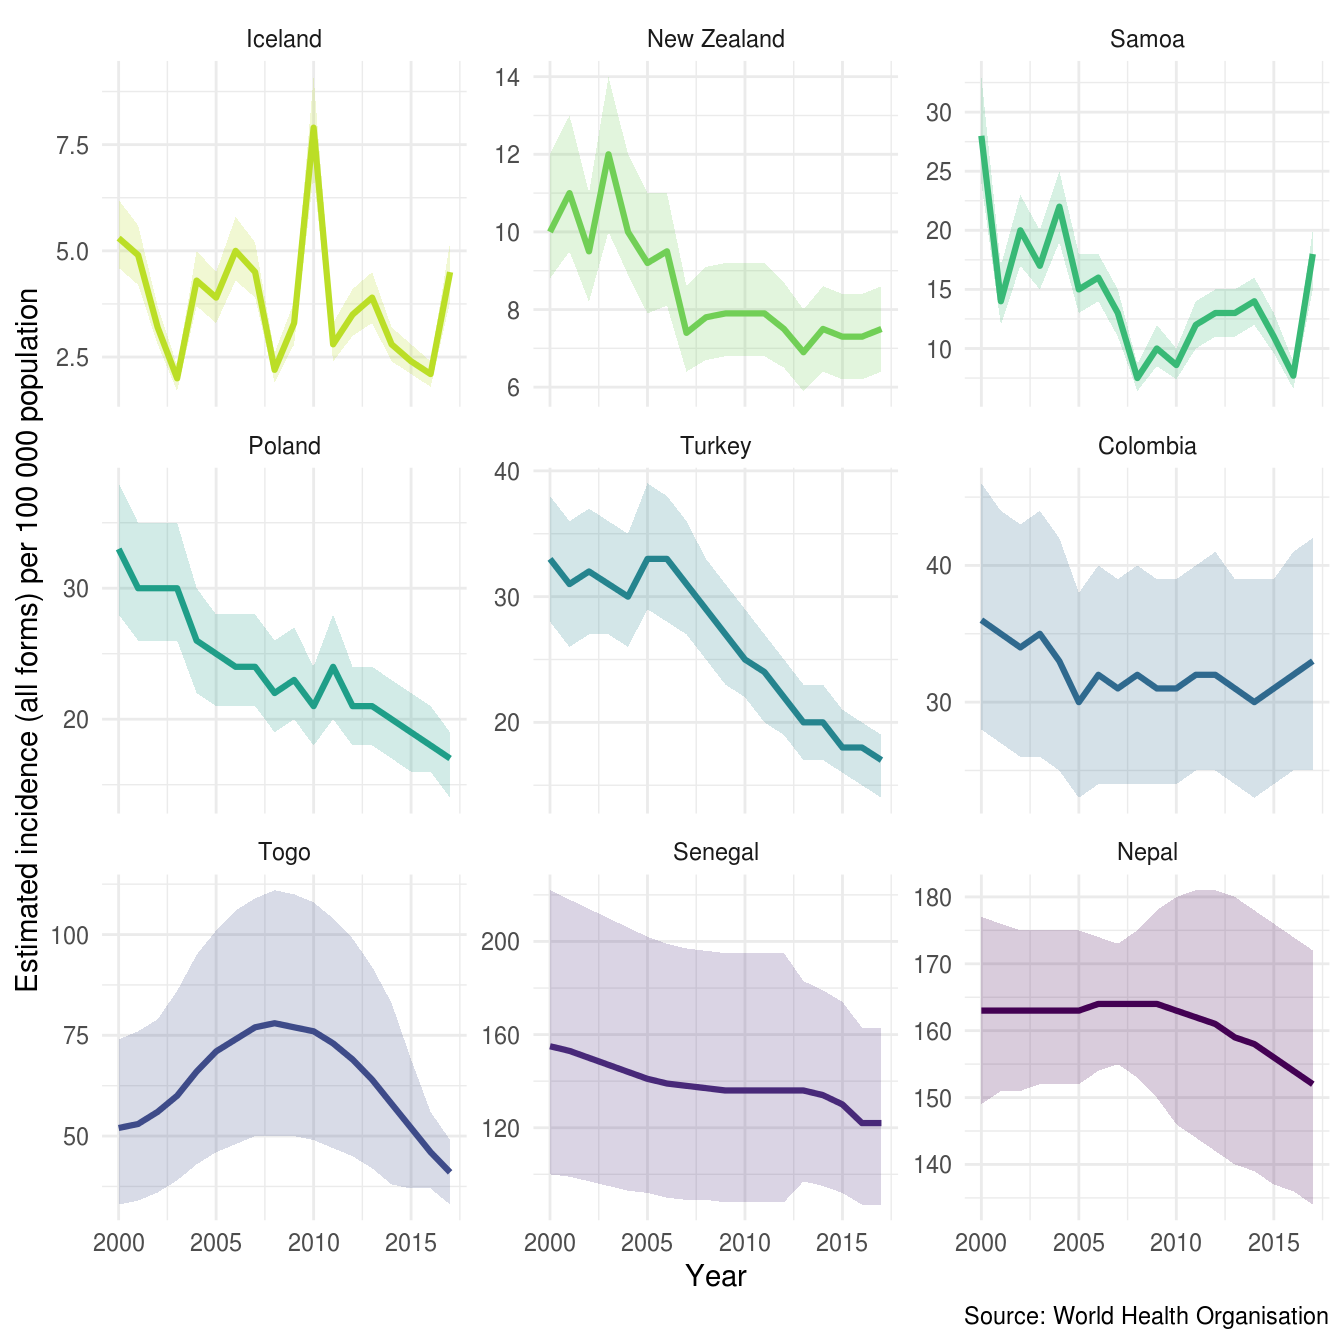 Iceland
New Zealand
Samoa
7.5
5.0
2.5
14
12
10
8
6
30
25
20
15
10
Poland
Turkey
Colombia
30
20
40
30
20
40
30
Togo
Senegal
Nepal
100
75
50
200
160
120
180
170
160
150
140
2000 2005 2010 2015
2000 2005 2010 2015
2000 2005 2010 2015
Estimated incidence (all forms) per 100 000 population
Year
Source: World Health Organisation